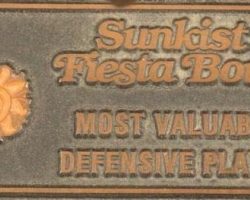 Sunkist
Fiesta Bo
MOST VALUAB
DEFENSIVE PLA